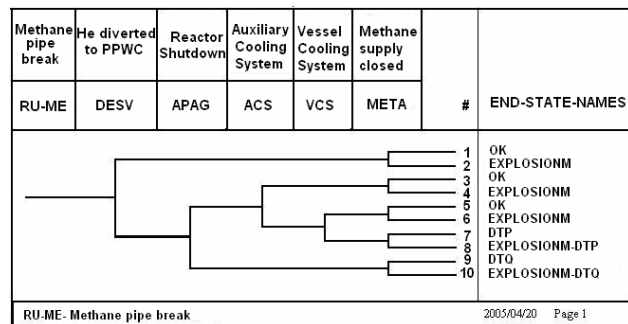 Methane pipe break
He diverted to PPWC
Reactor Shutdown
Auxiliary Cooling System
Vessel Cooling System
Methane supply closed
RU-ME DESV APAG ACS VCS META # END-STATE-NAMES
1 OK
2 EXPLOSIONM
3 OK
4 EXPLOSIONM
5 OK
6 EXPLOSIONM
7 DTP
8 EXPLOSIONM-DTP
9 DTQ
10 EXPLOSIONM-DTQ
RU-ME- Methane pipe break 2005/04/20 Page 1